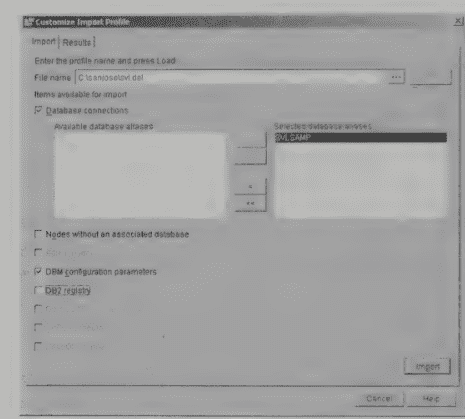 Customize Import Profile
Import Results
Enter the profile name and press Load
File name
...
Items available for import
Database connections
Available database aliases Selected database aliases
SVLSAMP
<
<<
Nodes without an associated database
DBM configuration parameters
DB2 registry
Import
Cancel Help